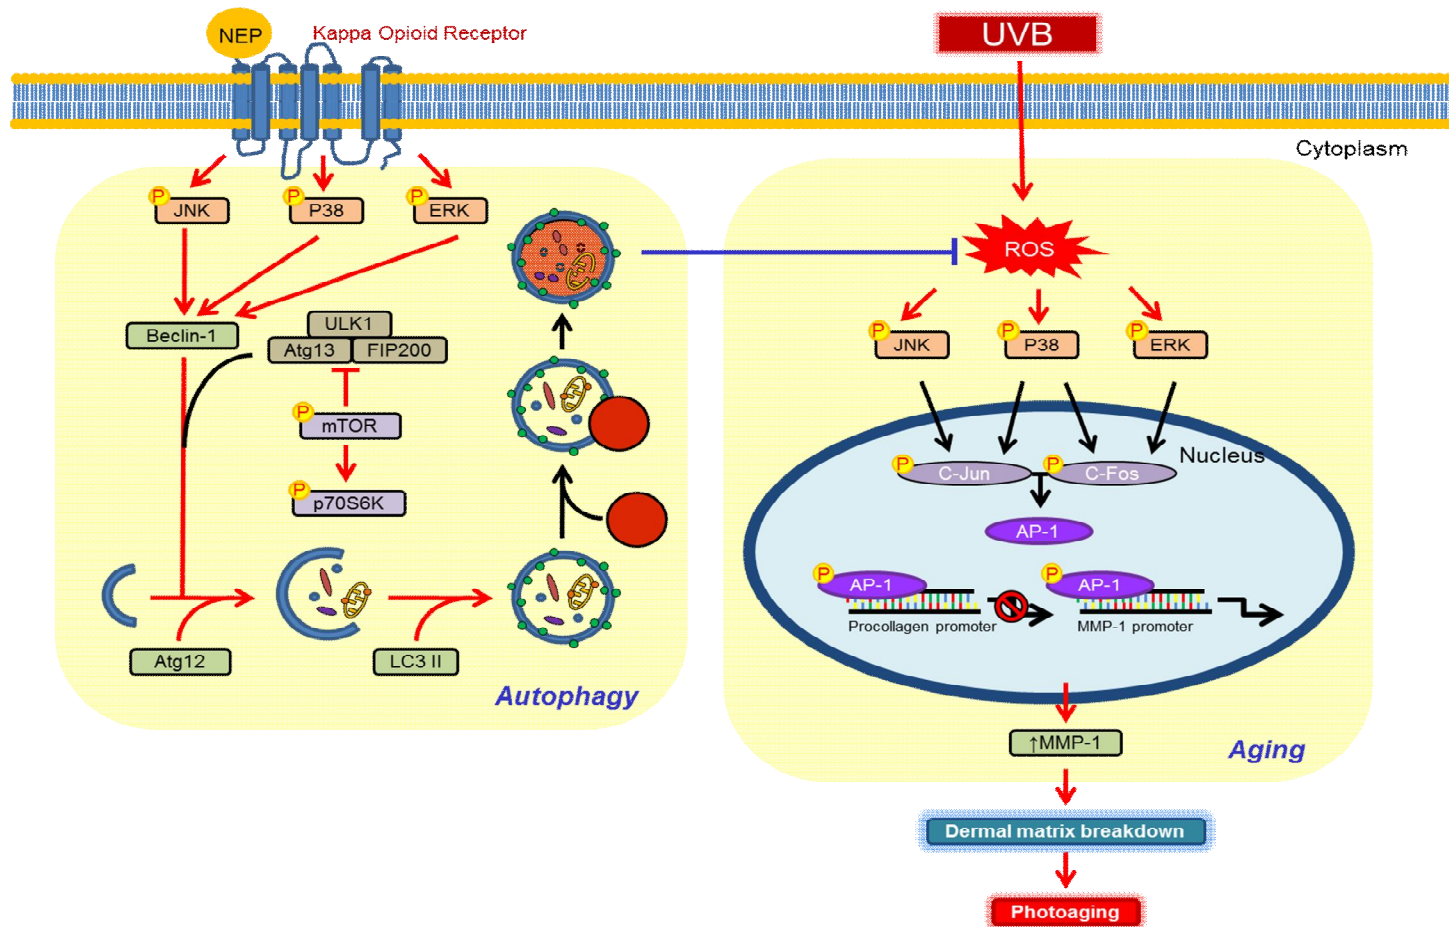 NEP
Kappa Opioid Receptor
UVB
Cytoplasm
P
JNK
P
P38
P
ERK
Beclin-1
ULK1
Atg13
FIP200
P
mTOR
P
p70S6K
Atg12
LC3 II
Autophagy
ROS
P
JNK
P
P38
P
ERK
Nucleus
P
C-Jun
P
C-Fos
AP-1
P
AP-1
P
AP-1
Procollagen promoter
MMP-1 promoter
↑MMP-1
Aging
Dermal matrix breakdown
Photoaging